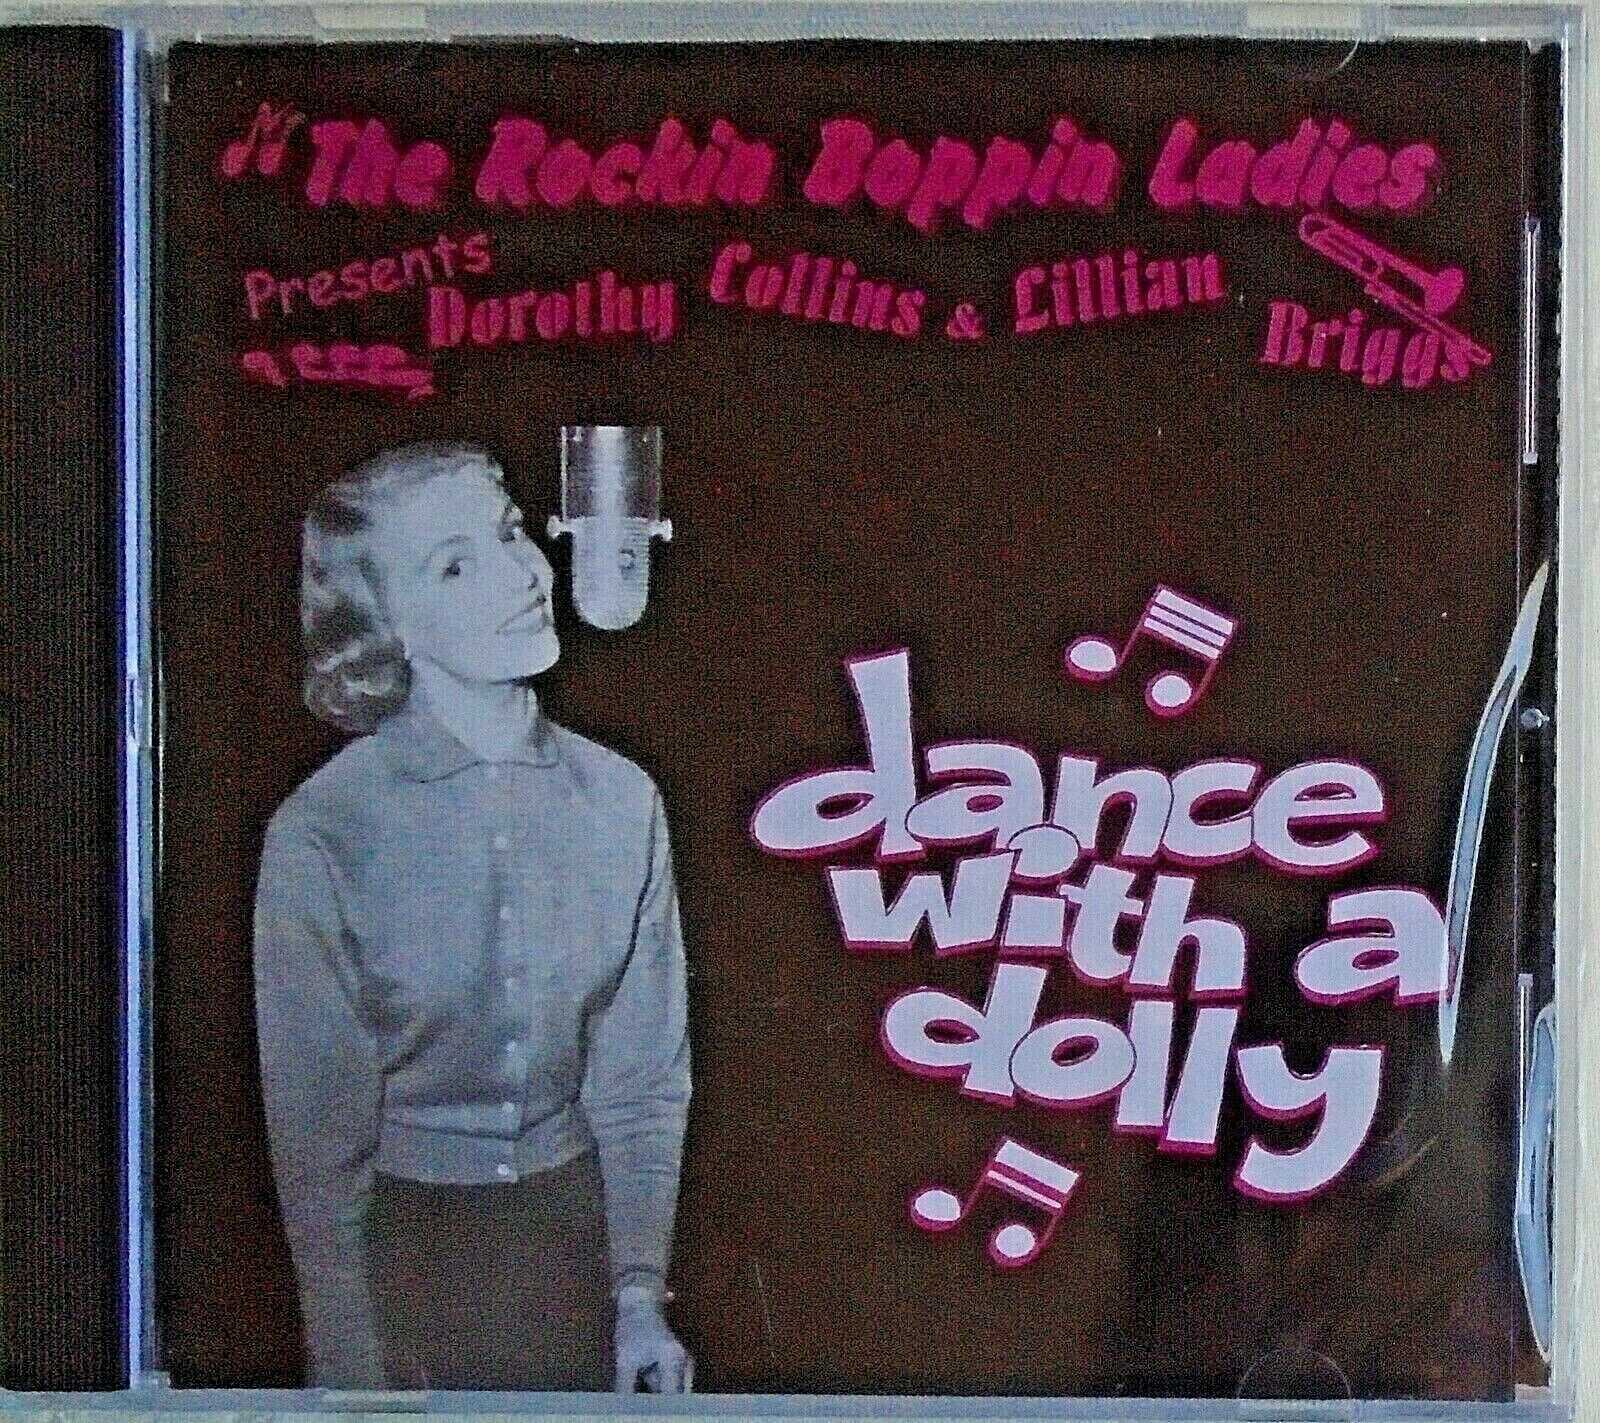 The Rockin Boppin Ladies
Presents Dorothy Collins & Lillian Briggs
dance
with a
dolly